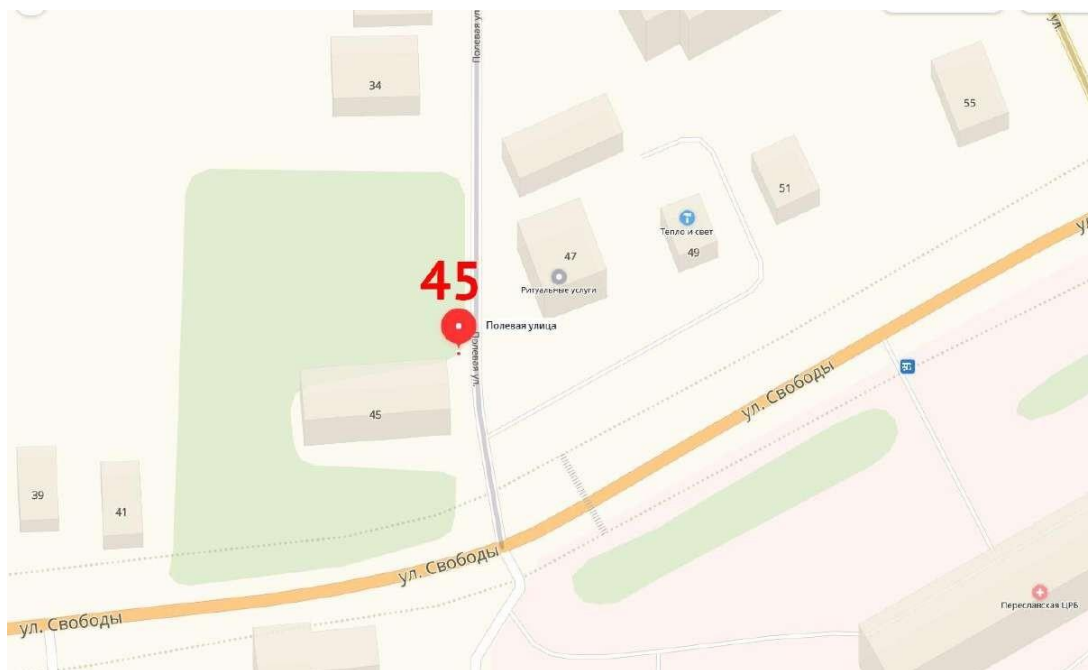 Полевая ул
ул.
34
55
51
Тепло и свет
49
47
Ритуальные услуги
45
Полевая улица
Полевая ул.
ул. Свободы
45
39
41
ул. Свободы
ул. Свободы
Переславская ЦРБ